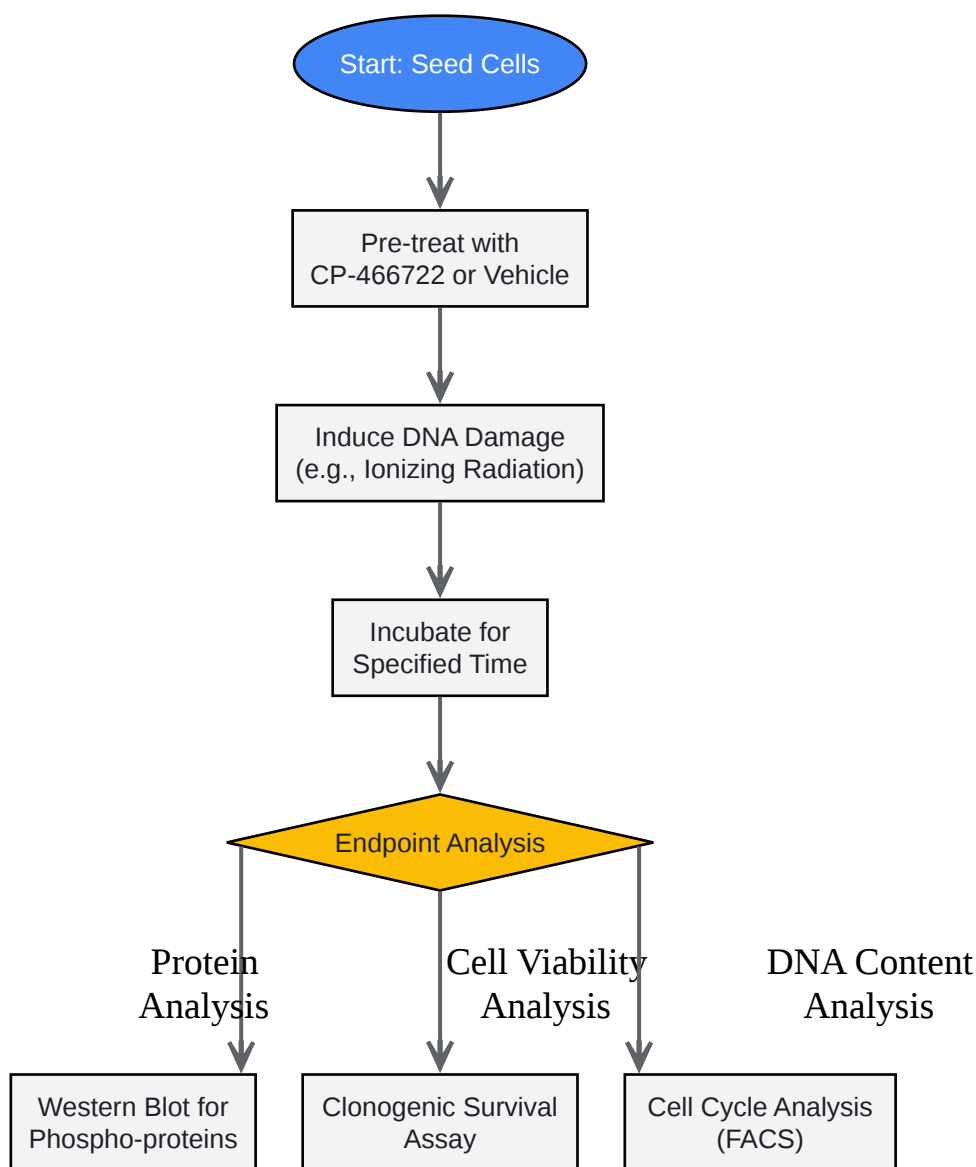 Start: Seed Cells
Pre-treat with
CP-466722 or Vehicle
Induce DNA Damage
(e.g., Ionizing Radiation)
Incubate for
Specified Time
Endpoint Analysis
Protein
Analysis
Cell Viability
Analysis
DNA Content
Analysis
Western Blot for
Phospho-proteins
Clonogenic Survival
Assay
Cell Cycle Analysis
(FACS)